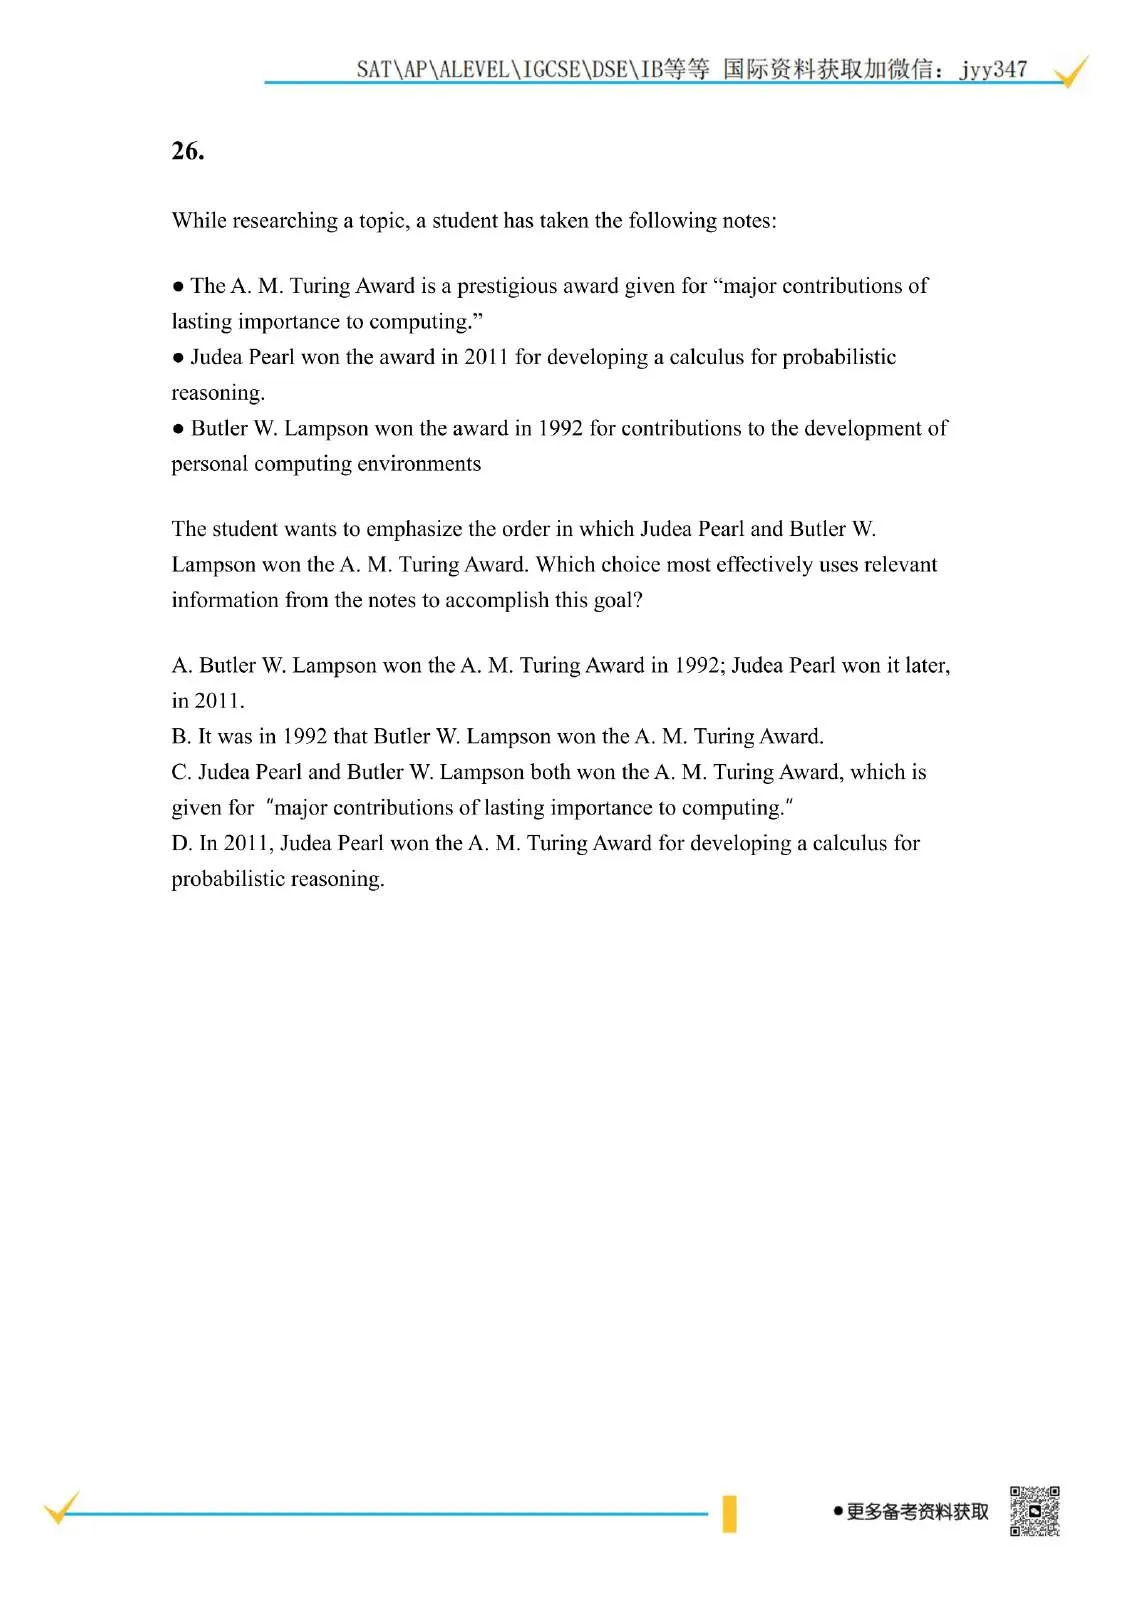 SAT\AP\ALEVEL\IGCSE\DSE\IB等等 国际资料获取加微信：jyy347
26.
While researching a topic, a student has taken the following notes:
● The A. M. Turing Award is a prestigious award given for “major contributions of
lasting importance to computing.”
● Judea Pearl won the award in 2011 for developing a calculus for probabilistic
reasoning.
● Butler W. Lampson won the award in 1992 for contributions to the development of
personal computing environments
The student wants to emphasize the order in which Judea Pearl and Butler W.
Lampson won the A. M. Turing Award. Which choice most effectively uses relevant
information from the notes to accomplish this goal?
A. Butler W. Lampson won the A. M. Turing Award in 1992; Judea Pearl won it later,
in 2011.
B. It was in 1992 that Butler W. Lampson won the A. M. Turing Award.
C. Judea Pearl and Butler W. Lampson both won the A. M. Turing Award, which is
given for "major contributions of lasting importance to computing."
D. In 2011, Judea Pearl won the A. M. Turing Award for developing a calculus for
probabilistic reasoning.
●更多备考资料获取